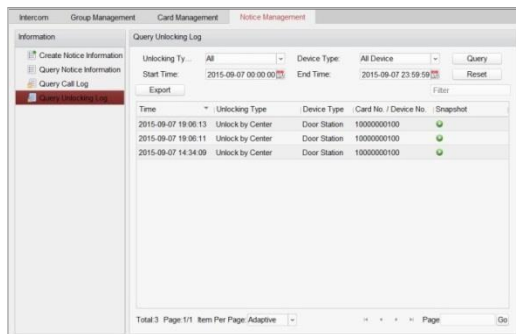 Intercom Group Management Card Management Notice Management
Information
Create Notice Information
Query Notice Information
Query Call Log
Query Unlocking Log
Query Unlocking Log
Unlocking Ty... All Device Type: All Device Query
Start Time: 2015-09-07 00:00:00 End Time: 2015-09-07 23:59:59 Reset
Export Filter
Time Unlocking Type Device Type Card No. / Device No. Snapshot
2015-09-07 19:06:13 Unlock by Center Door Station 10000000100
2015-09-07 19:06:11 Unlock by Center Door Station 10000000100
2015-09-07 14:34:09 Unlock by Center Door Station 10000000100
Total:3 Page:1/1 Item Per Page: Adaptive Page Go